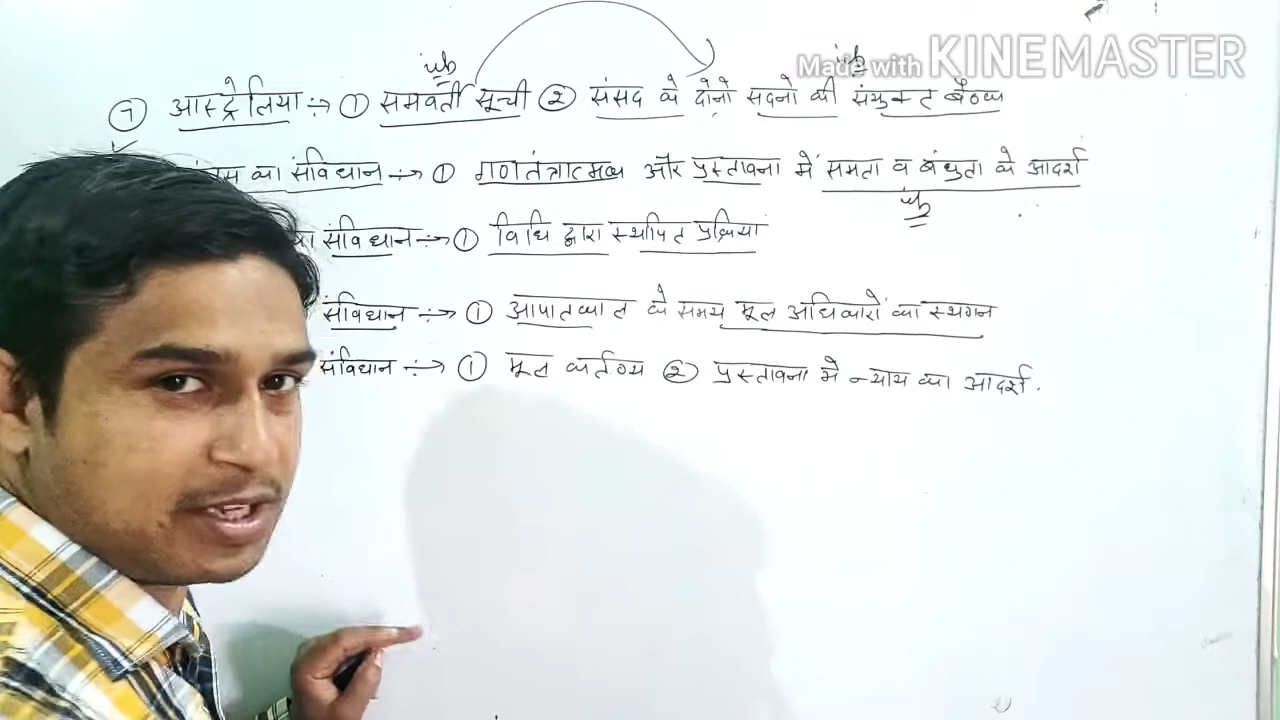 Made with KINEMASTER
7 आस्ट्रेलिया → ① समवर्ती सूची ② संसद के दोनो सदनो की संयुक्त बैठक
का संविधान → ① गणतंत्रात्मक और प्रस्तावना में समता व बंधुता के आदर्श
संविधान → ① विधि द्वारा स्थापित प्रक्रिया
संविधान → ① आपातकाल के समय मूल अधिकारों का स्थगन
संविधान → ① मूल कर्तव्य ② प्रस्तावना मे न्याय का आदर्श.